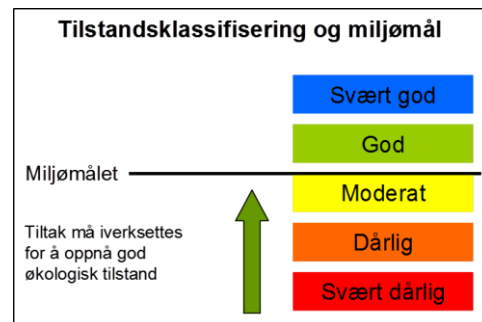 Tilstandsklassifisering og miljømål
Svært god
God
Miljømålet
Moderat
Tiltak må iverksettes
for å oppnå god
økologisk tilstand
Dårlig
Svært dårlig